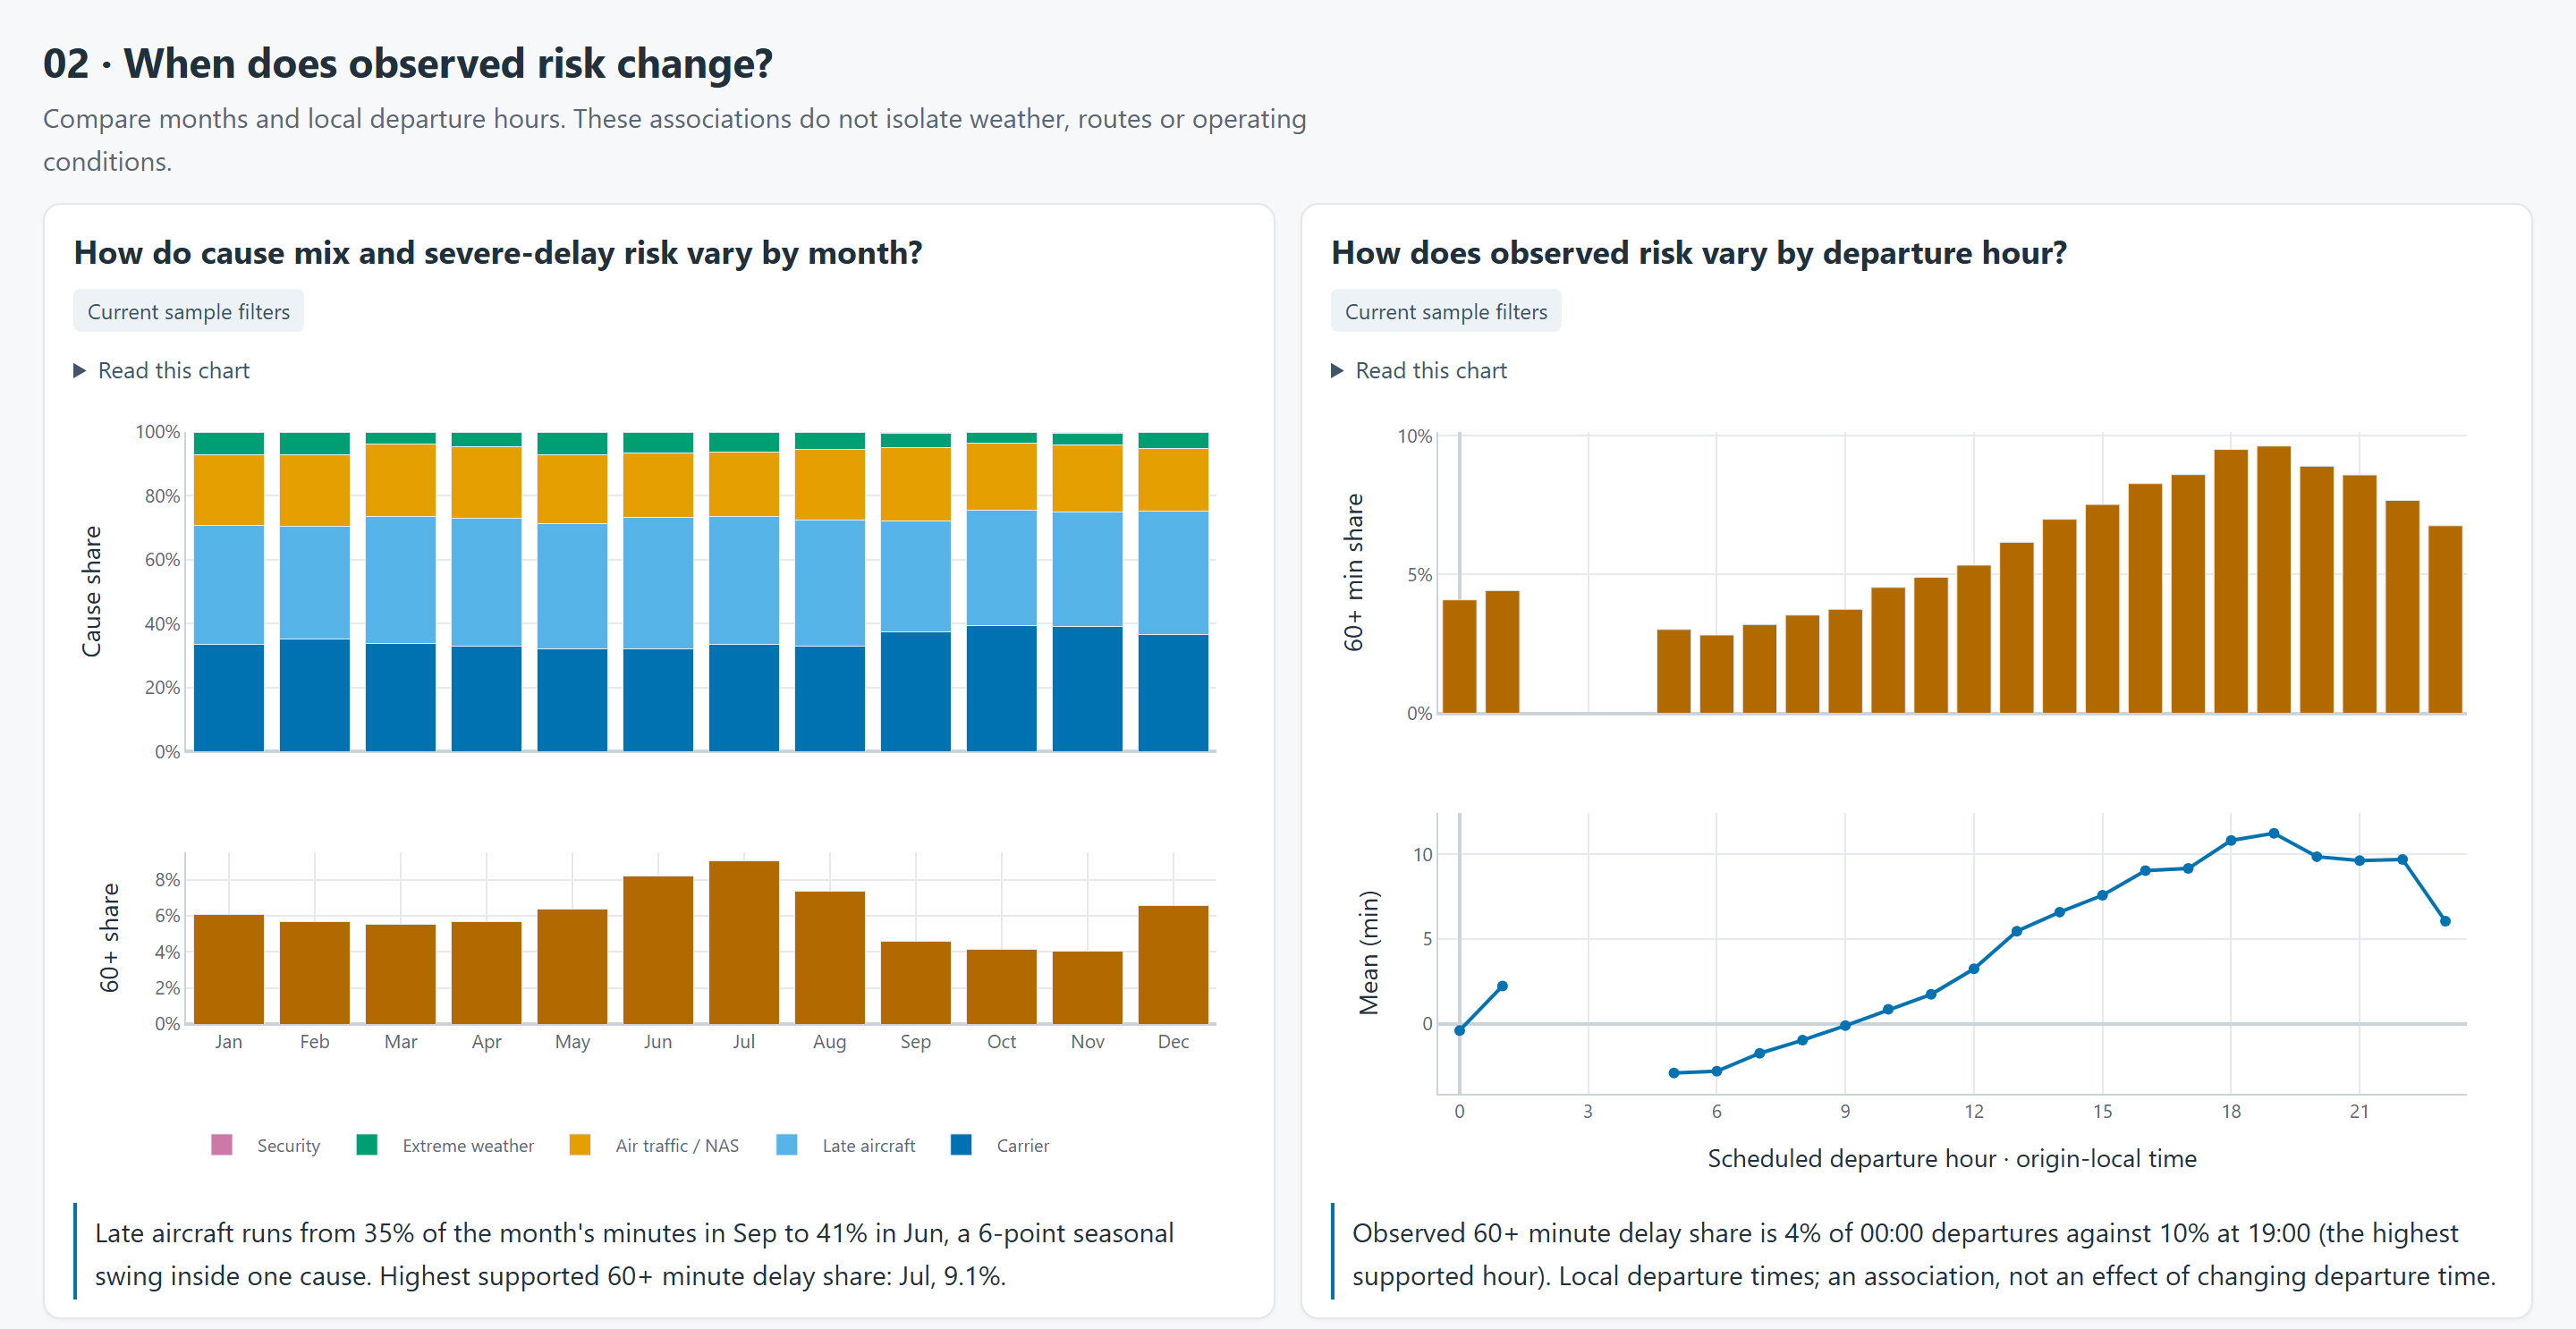 02 · When does observed risk change?
Compare months and local departure hours. These associations do not isolate weather, routes or operating
conditions.
How do cause mix and severe-delay risk vary by month?
Current sample filters
▶ Read this chart
100%
80%
60%
40%
20%
0%
Cause share
8%
6%
4%
2%
0%
60+ share
Jan Feb Mar Apr May Jun Jul Aug Sep Oct Nov Dec
Security Extreme weather Air traffic / NAS Late aircraft Carrier
Late aircraft runs from 35% of the month's minutes in Sep to 41% in Jun, a 6-point seasonal
swing inside one cause. Highest supported 60+ minute delay share: Jul, 9.1%.
How does observed risk vary by departure hour?
Current sample filters
▶ Read this chart
10%
5%
0%
60+ min share
10
5
0
Mean (min)
0 3 6 9 12 15 18 21
Scheduled departure hour · origin-local time
Observed 60+ minute delay share is 4% of 00:00 departures against 10% at 19:00 (the highest
supported hour). Local departure times; an association, not an effect of changing departure time.